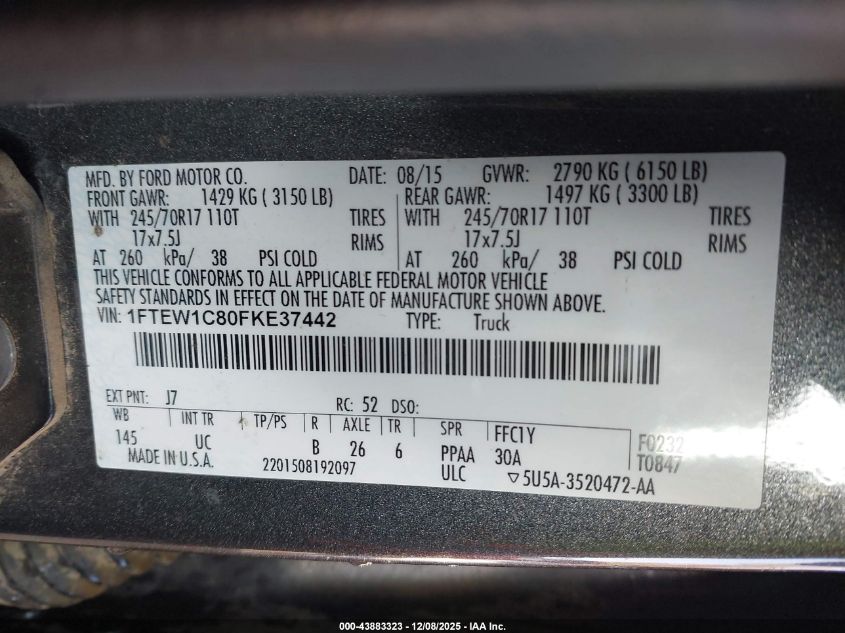 MFD. BY FORD MOTOR CO. DATE: 08/15 GVWR: 2790 KG ( 6150 LB)
FRONT GAWR: 1429 KG ( 3150 LB) REAR GAWR: 1497 KG ( 3300 LB)
WITH 245/70R17 110T TIRES WITH 245/70R17 110T TIRES
17x7.5J RIMS 17x7.5J RIMS
AT 260 kPa/ 38 PSI COLD AT 260 kPa/ 38 PSI COLD
THIS VEHICLE CONFORMS TO ALL APPLICABLE FEDERAL MOTOR VEHICLE
SAFETY STANDARDS IN EFFECT ON THE DATE OF MANUFACTURE SHOWN ABOVE.
VIN: 1FTEW1C80FKE37442 TYPE: Truck
EXT PNT: J7 RC: 52 DSO:
WB INT TR TP/PS R AXLE TR SPR FFC1Y F0232
145 UC B 26 6 PPAA 30A T0847
MADE IN U.S.A. 2201508192097 ULC ▽5U5A-3520472-AA
000-43883323 - 12/08/2025 - IAA Inc.